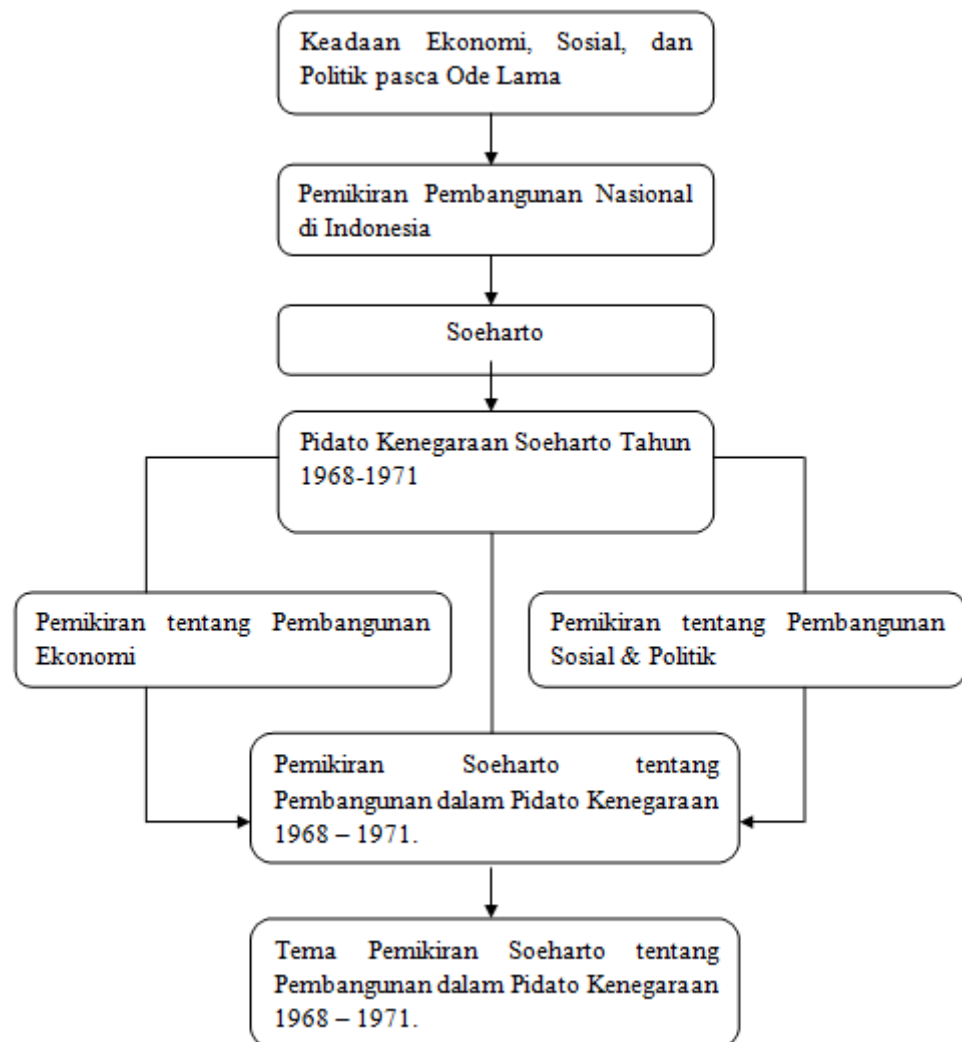 Keadaan Ekonomi, Sosial, dan
Politik pasca Ode Lama
Pemikiran Pembangunan Nasional
di Indonesia
Soeharto
Pidato Kenegaraan Soeharto Tahun
1968-1971
Pemikiran tentang Pembangunan
Ekonomi
Pemikiran tentang Pembangunan
Sosial & Politik
Pemikiran Soeharto tentang
Pembangunan dalam Pidato Kenegaraan
1968 – 1971.
Tema Pemikiran Soeharto tentang
Pembangunan dalam Pidato Kenegaraan
1968 – 1971.